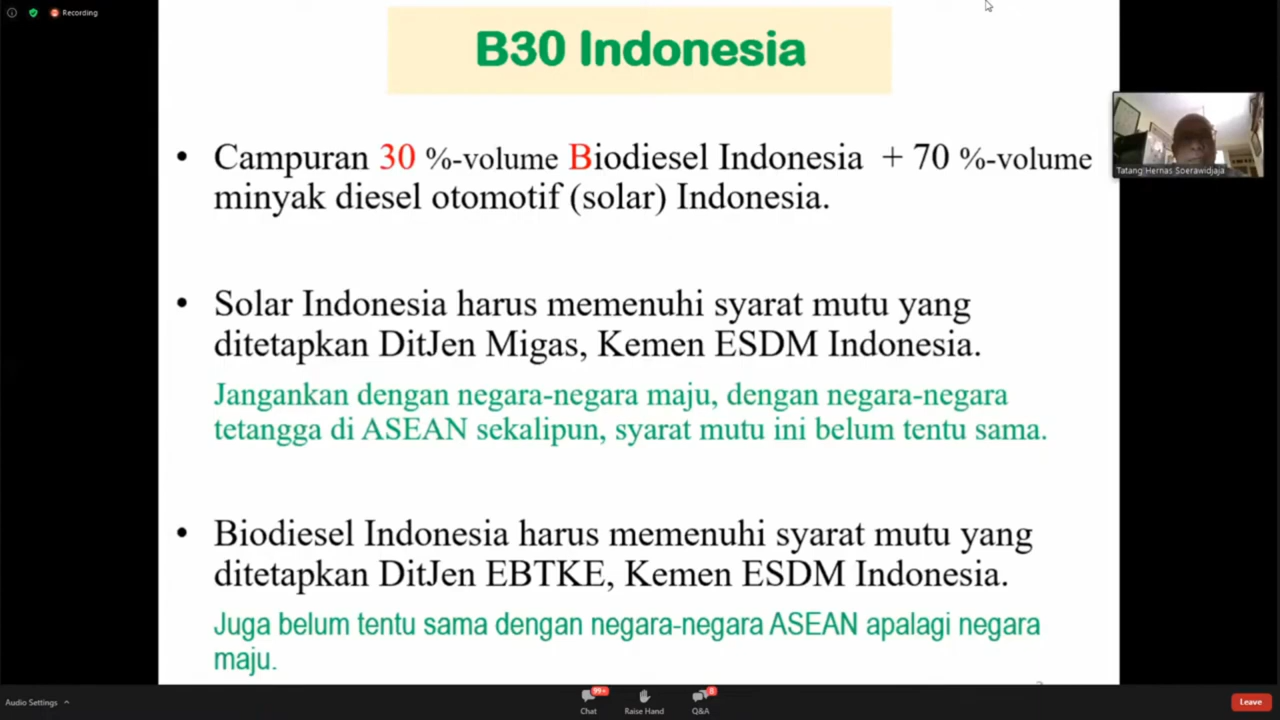 Recording
B30 Indonesia
• Campuran 30 %-volume Biodiesel Indonesia + 70 %-volume
minyak diesel otomotif (solar) Indonesia.
Tatang Hernas Soerawidjaja
• Solar Indonesia harus memenuhi syarat mutu yang
ditetapkan DitJen Migas, Kemen ESDM Indonesia.
Jangankan dengan negara-negara maju, dengan negara-negara
tetangga di ASEAN sekalipun, syarat mutu ini belum tentu sama.
• Biodiesel Indonesia harus memenuhi syarat mutu yang
ditetapkan DitJen EBTKE, Kemen ESDM Indonesia.
Juga belum tentu sama dengan negara-negara ASEAN apalagi negara
maju.
Audio Settings
99+
Chat
Raise Hand
Q&A
Leave